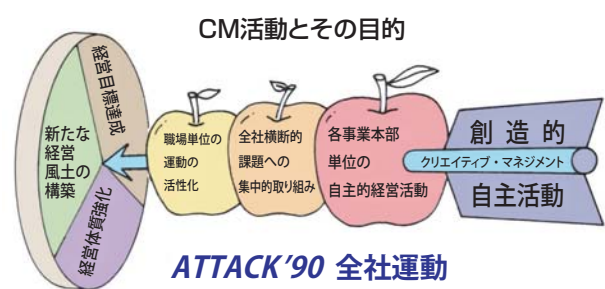 CM活動とその目的
経営目標達成
新たな
経営
風土の
構築
経営体質強化
職場単位の
運動の
活性化
全社横断的
課題への
集中的取り組み
各事業本部
単位の
自主的経営活動
創造的
クリエイティブ・マネジメント
自主活動
ATTACK’90 全社運動